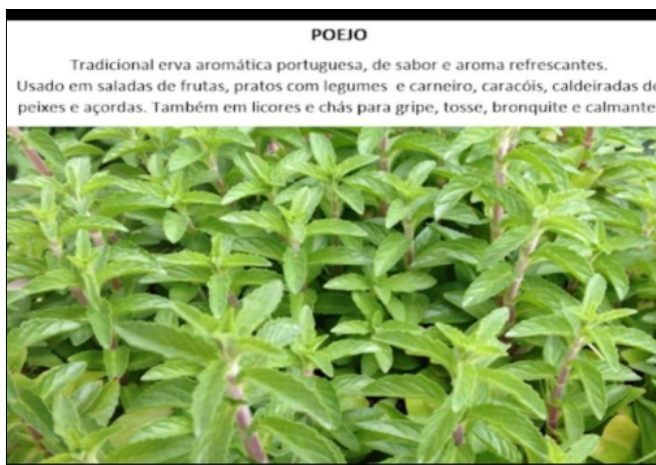 POEJO
Tradicional erva aromática portuguesa, de sabor e aroma refrescantes.
Usado em saladas de frutas, pratos com legumes e carneiro, caracóis, caldeiradas de
peixes e açordas. Também em licores e chás para gripe, tosse, bronquite e calmante